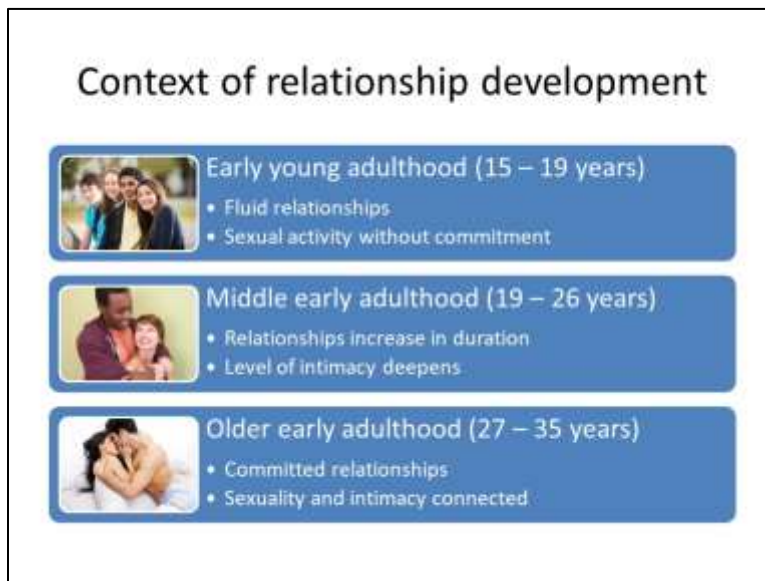 Context of relationship development
Early young adulthood (15 – 19 years)
• Fluid relationships
• Sexual activity without commitment
Middle early adulthood (19 – 26 years)
• Relationships increase in duration
• Level of intimacy deepens
Older early adulthood (27 – 35 years)
• Committed relationships
• Sexuality and intimacy connected